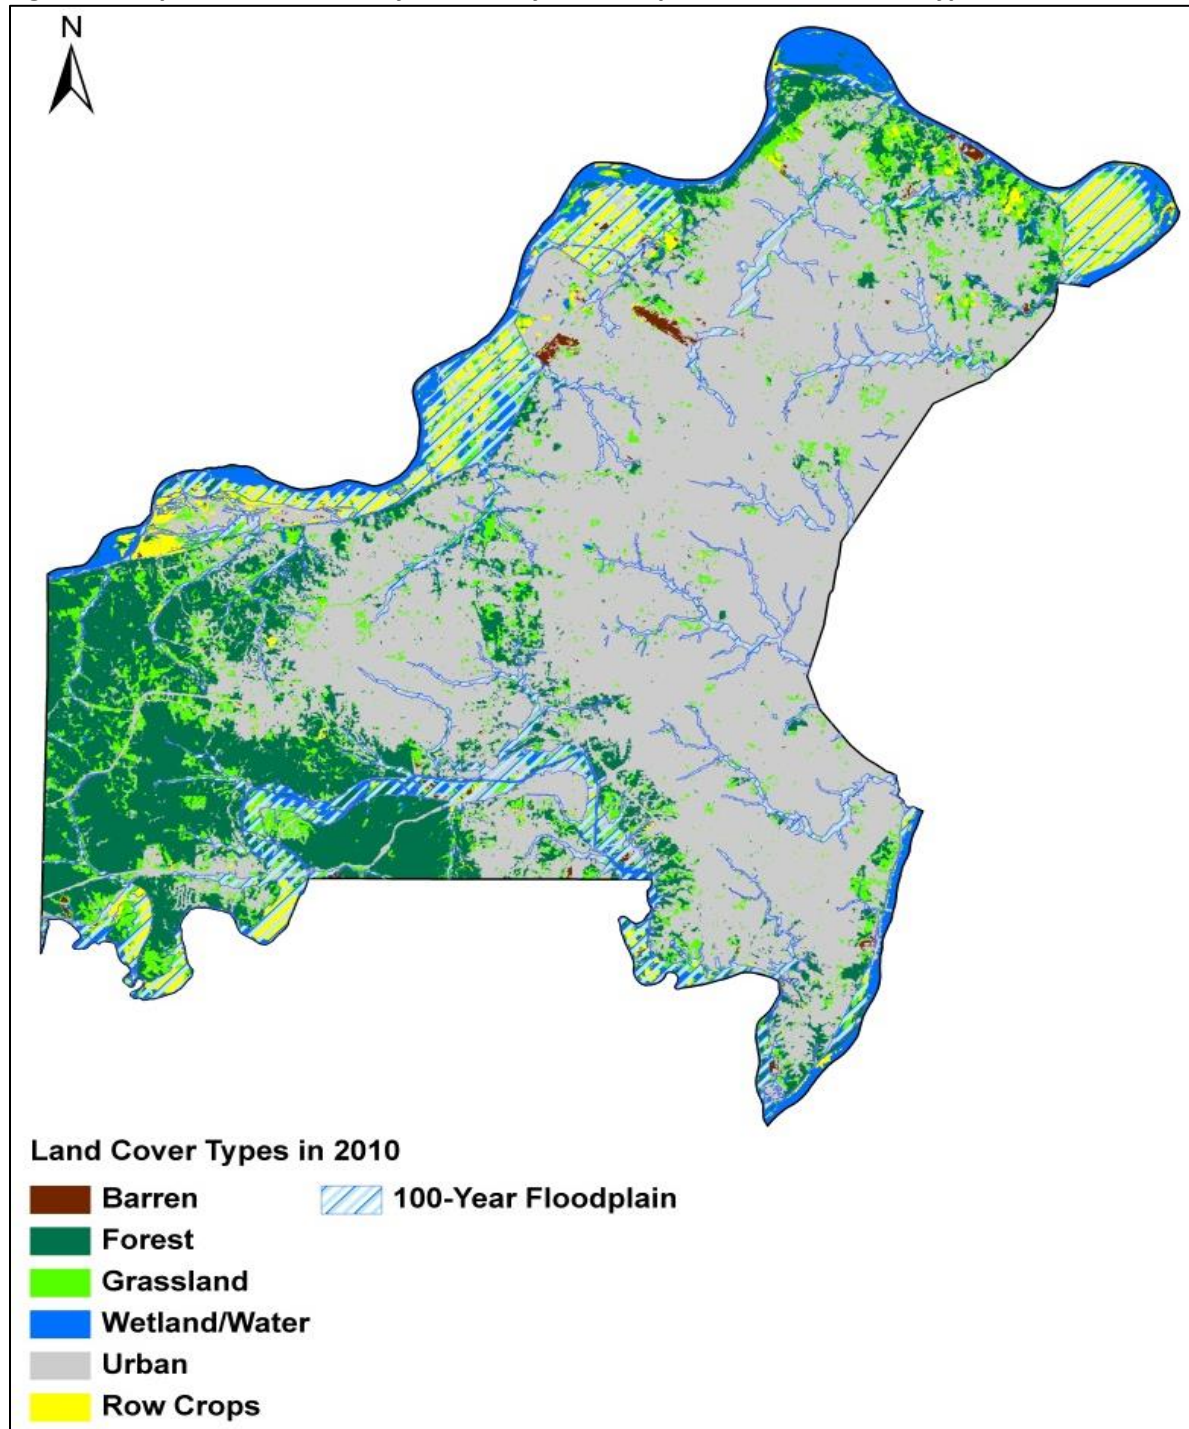 N
Land Cover Types in 2010
Barren
100-Year Floodplain
Forest
Grassland
Wetland/Water
Urban
Row Crops